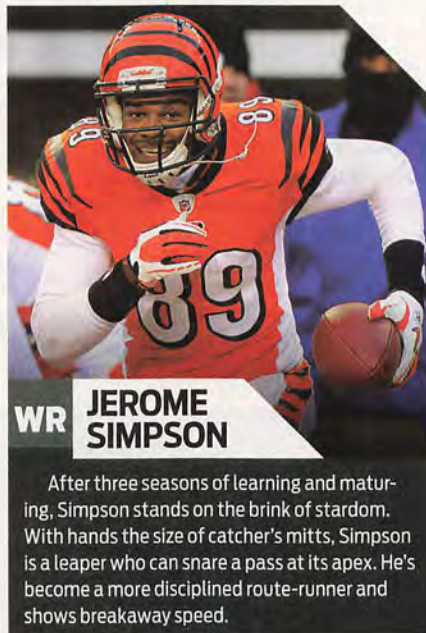 Riddell
89
89
89
WR
JEROME
SIMPSON
After three seasons of learning and matur-
ing, Simpson stands on the brink of stardom.
With hands the size of catcher's mitts, Simpson
is a leaper who can snare a pass at its apex. He's
become a more disciplined route-runner and
shows breakaway speed.